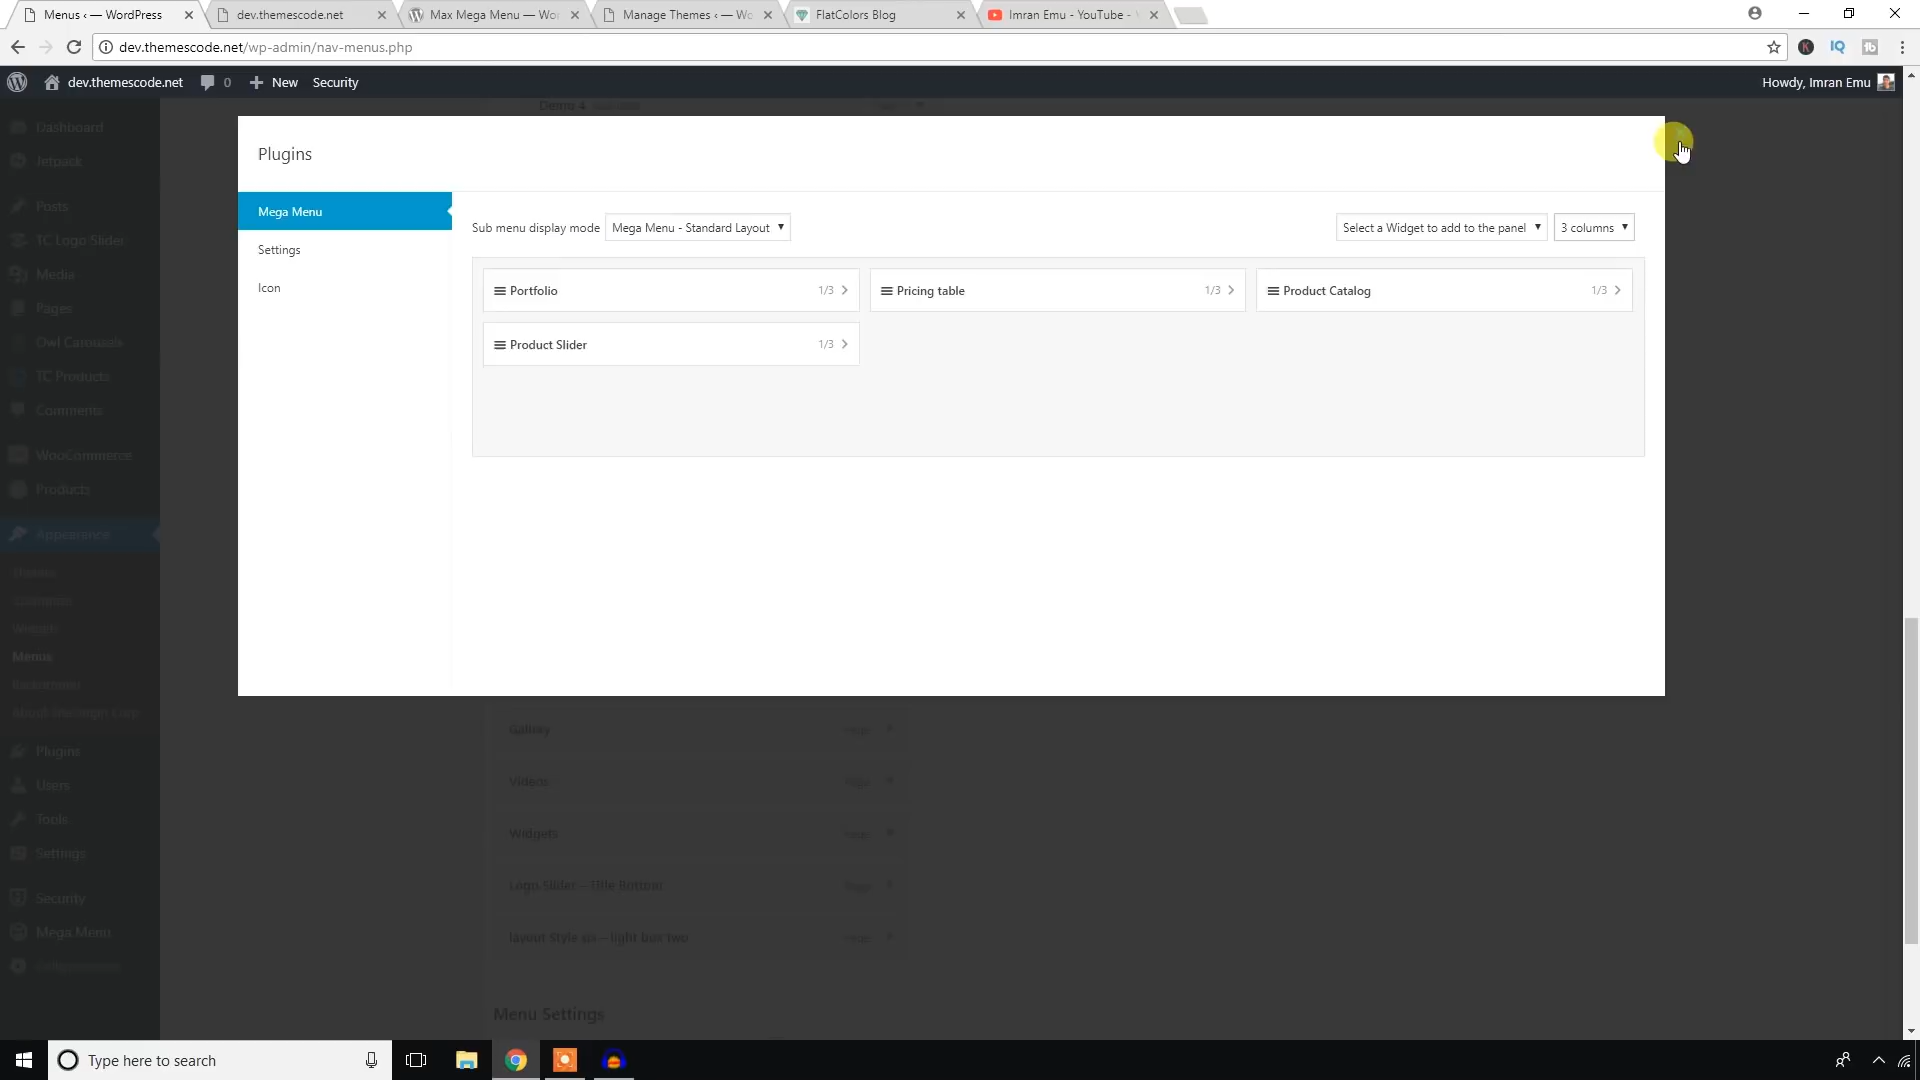 Menus ‹ — WordPress
dev.themescode.net
Max Mega Menu — Wo
Manage Themes ‹ — Wo
FlatColors Blog
Imran Emu - YouTube -
dev.themescode.net/wp-admin/nav-menus.php
dev.themescode.net
0
New
Security
Howdy, Imran Emu
Demo 4
Dashboard
Jetpack
Posts
TC Logo Slider
Media
Pages
Owl Carousels
TC Products
Comments
WooCommerce
Products
Appearance
Widgets
Menus
Plugins
Users
Tools
Settings
Security
Mega Menu
Plugins
Mega Menu
Settings
Icon
Sub menu display mode
Mega Menu - Standard Layout
Select a Widget to add to the panel
3 columns
Portfolio 1/3
Pricing table 1/3
Product Catalog 1/3
Product Slider 1/3
Gallery
Videos
Widgets
Logo Slider – Title Bottom
layout Style six – light box two
Menu Settings
Type here to search